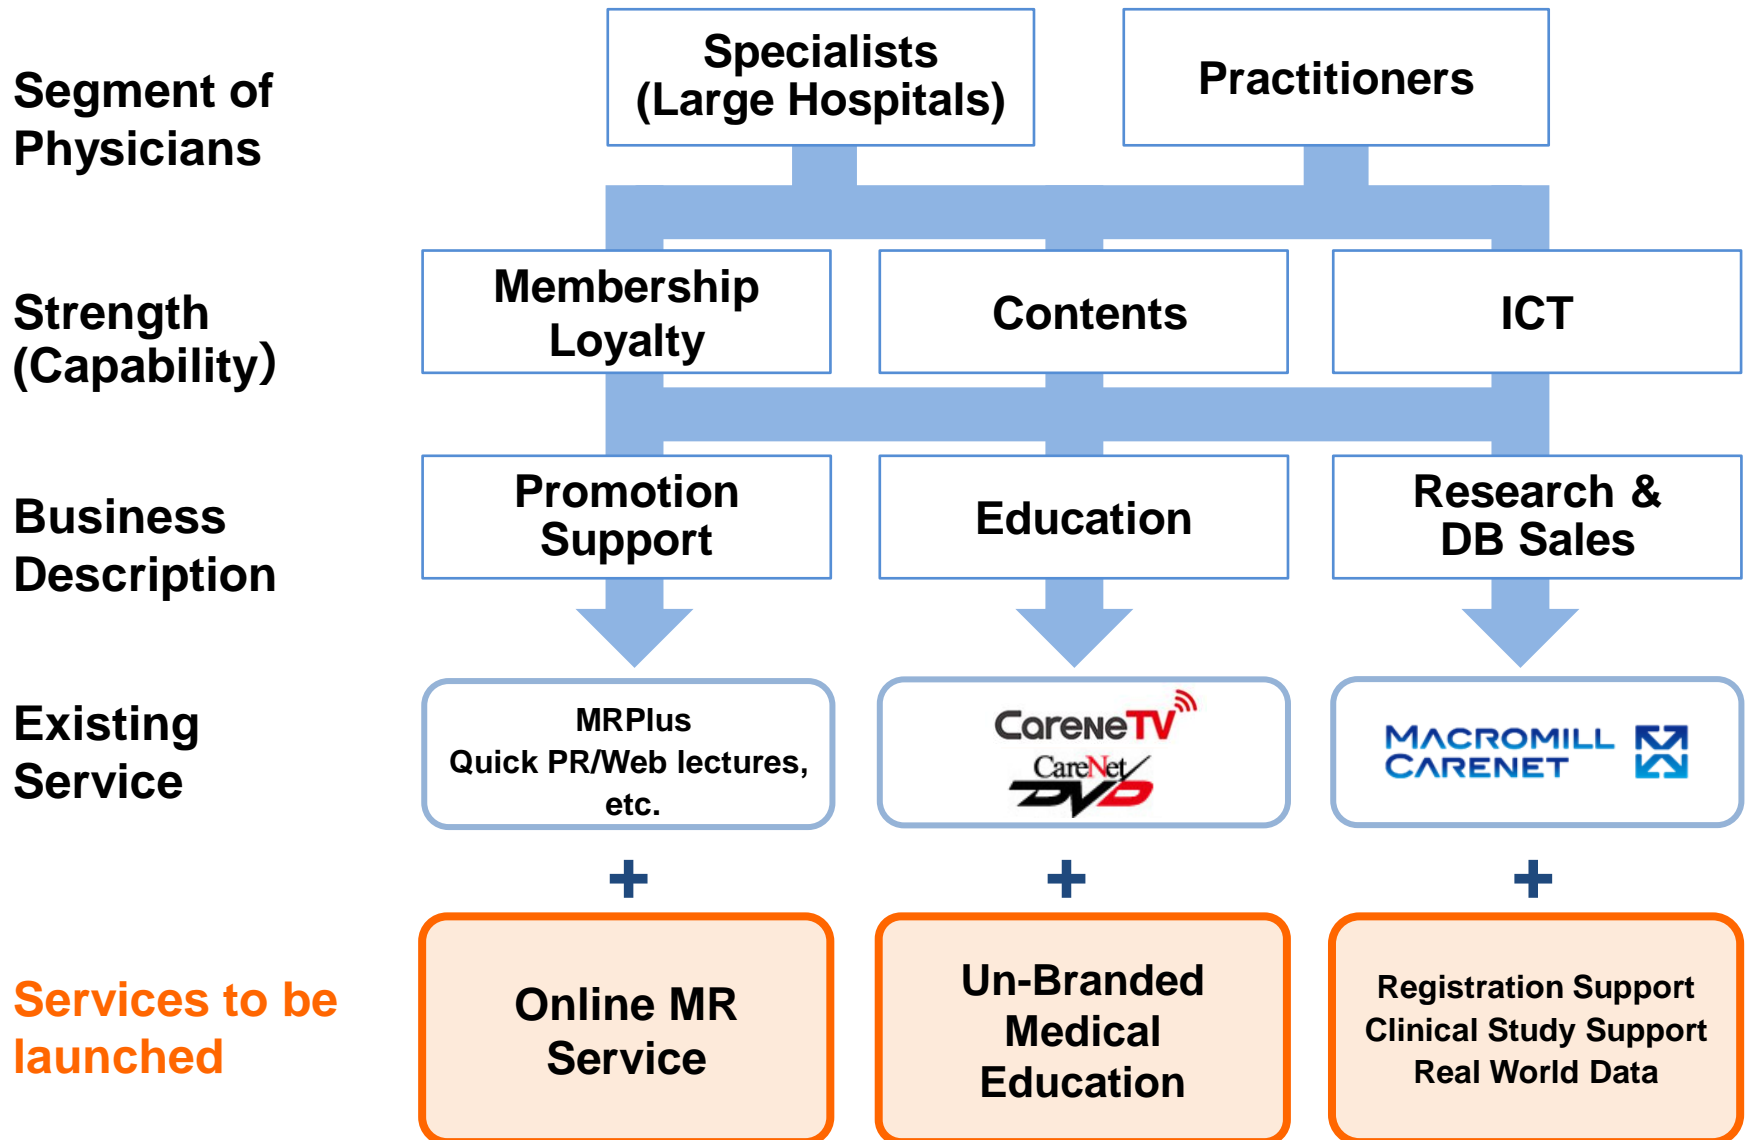 Segment of
Physicians
Specialists
(Large Hospitals)
Practitioners
Strength
(Capability）
Membership
Loyalty
Contents
ICT
Business
Description
Promotion
Support
Education
Research &
DB Sales
Existing
Service
MRPlus
Quick PR/Web lectures,
etc.
CareNeTV
CareNet
DVD
MACROMILL
CARENET
+
+
+
Services to be
launched
Online MR
Service
Un-Branded
Medical
Education
Registration Support
Clinical Study Support
Real World Data